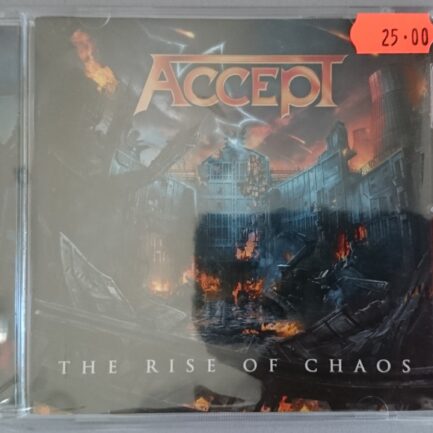 25.00
ACCEPT
THE RISE OF CHAOS